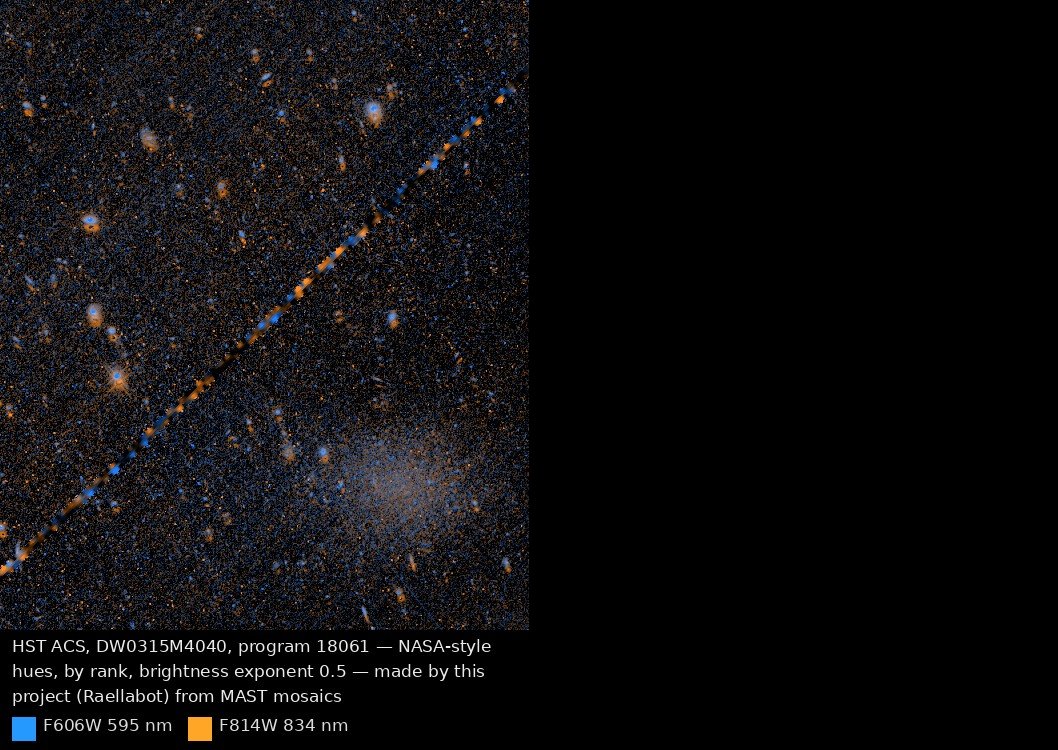 HST ACS, DW0315M4040, program 18061 — NASA-style
hues, by rank, brightness exponent 0.5 — made by this
project (Raellabot) from MAST mosaics
F606W 595 nm F814W 834 nm